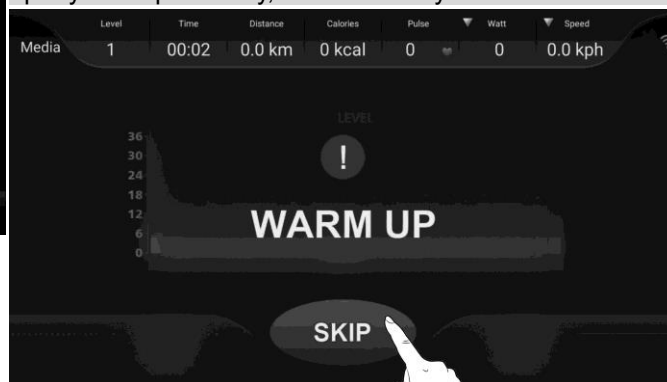 Level Time Distance Calories Pulse Watt Speed
Media 1 00:02 0.0 km 0 kcal 0 0 0.0 kph
LEVEL
36
30
!
24
18
12
WARM UP
6
0
SKIP